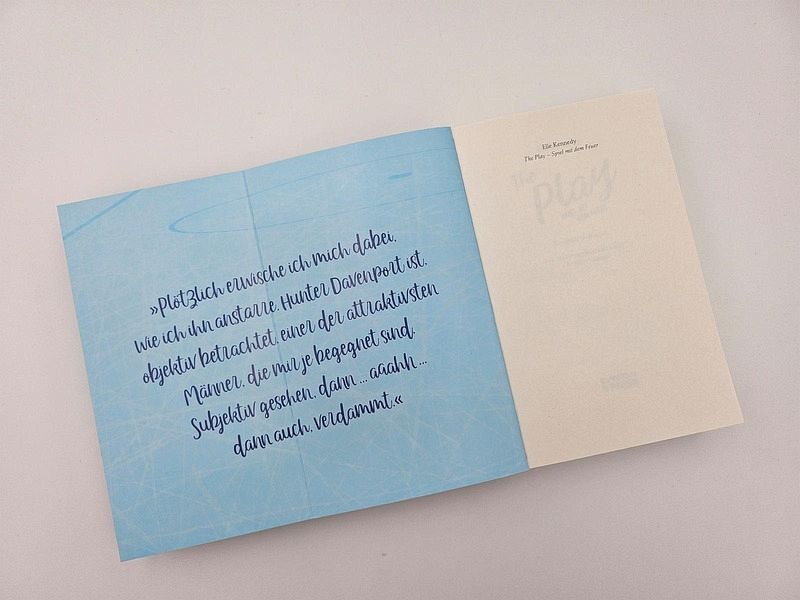 »Plötzlich erwische ich mich dabei,
wie ich ihn anstarre. Hunter Davenport ist,
objektiv betrachtet, einer der attraktivsten
Männer, die mir je begegnet sind.
Subjektiv gesehen, dann ... aaahh ...
dann auch, verdammt.«
Elle Kennedy
The Play – Spiel mit dem Feuer
The
Play